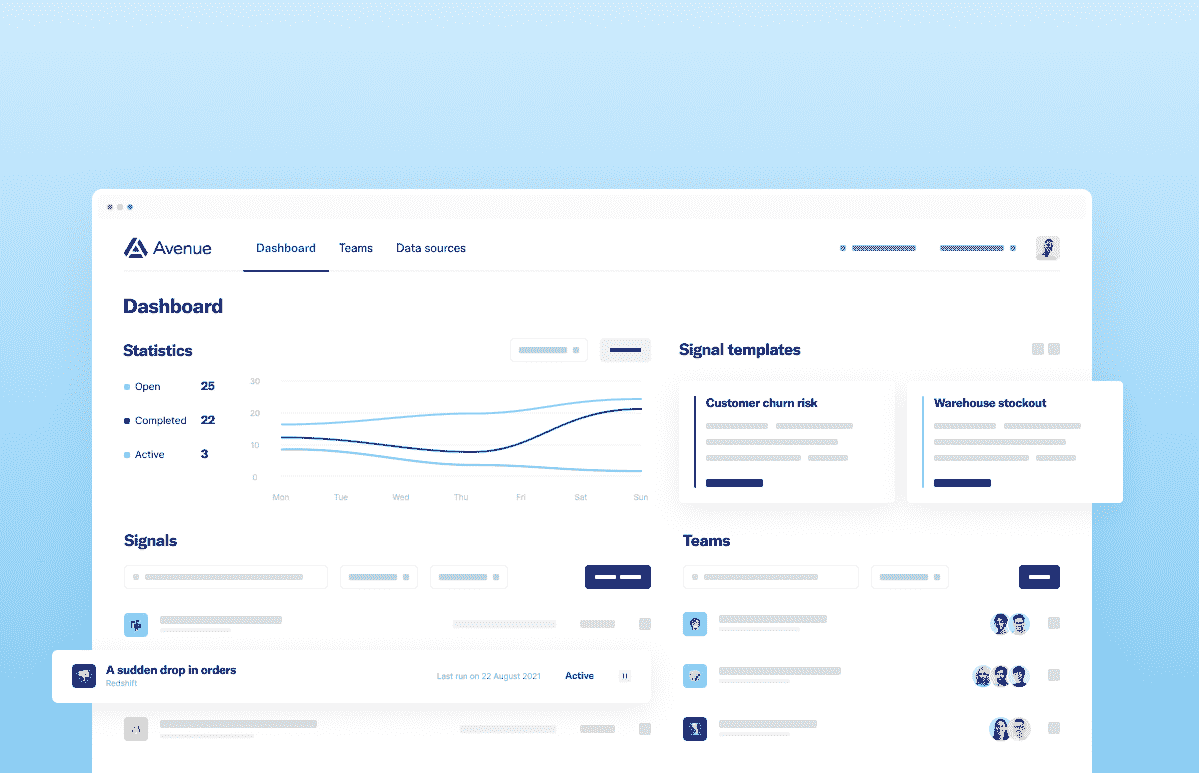 Avenue
Dashboard
Teams
Data sources
Dashboard
Statistics
Open 25
Completed 22
Active 3
30
20
10
0
Mon Tue Wed Thu Fri Sat Sun
Signal templates
Customer churn risk
Warehouse stockout
Signals
A sudden drop in orders
Redshift
Last run on 22 August 2021
Active
Teams